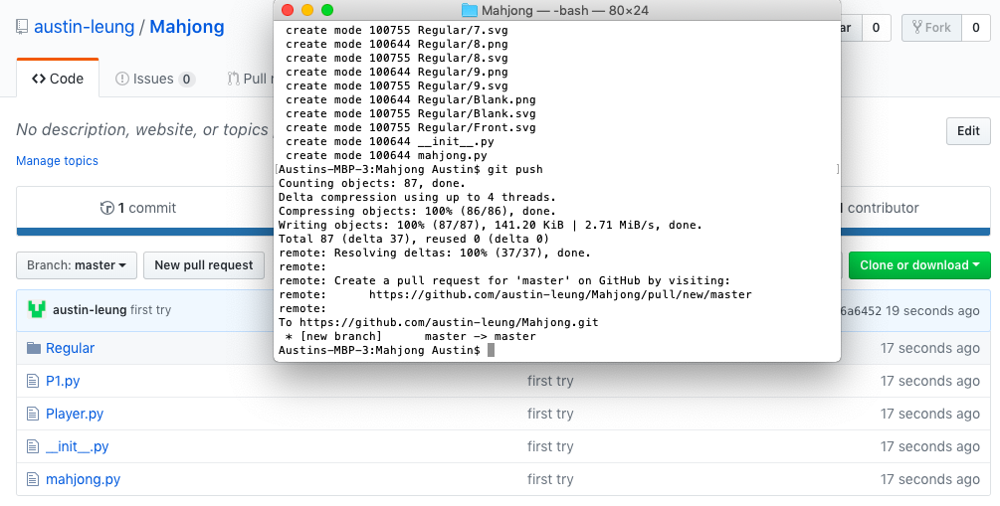 austin-leung / Mahjong
0
Fork
0
Code
Issues 0
Pull
No description, website, or topics
Edit
Manage topics
1 commit
contributor
Branch: master
New pull request
Clone or download
austin-leung first try
6a6452 19 seconds ago
Regular
17 seconds ago
P1.py
first try
17 seconds ago
Player.py
first try
17 seconds ago
__init__.py
first try
17 seconds ago
mahjong.py
first try
17 seconds ago
Mahjong — -bash — 80×24
create mode 100755 Regular/7.svg
create mode 100644 Regular/8.png
create mode 100755 Regular/8.svg
create mode 100644 Regular/9.png
create mode 100755 Regular/9.svg
create mode 100644 Regular/Blank.png
create mode 100755 Regular/Blank.svg
create mode 100755 Regular/Front.svg
create mode 100644 __init__.py
create mode 100644 mahjong.py
[Austins-MBP-3:Mahjong Austin$ git push ]
Counting objects: 87, done.
Delta compression using up to 4 threads.
Compressing objects: 100% (86/86), done.
Writing objects: 100% (87/87), 141.20 KiB | 2.71 MiB/s, done.
Total 87 (delta 37), reused 0 (delta 0)
remote: Resolving deltas: 100% (37/37), done.
remote:
remote: Create a pull request for 'master' on GitHub by visiting:
remote:      https://github.com/austin-leung/Mahjong/pull/new/master
remote:
To https://github.com/austin-leung/Mahjong.git
 * [new branch]      master -> master
Austins-MBP-3:Mahjong Austin$